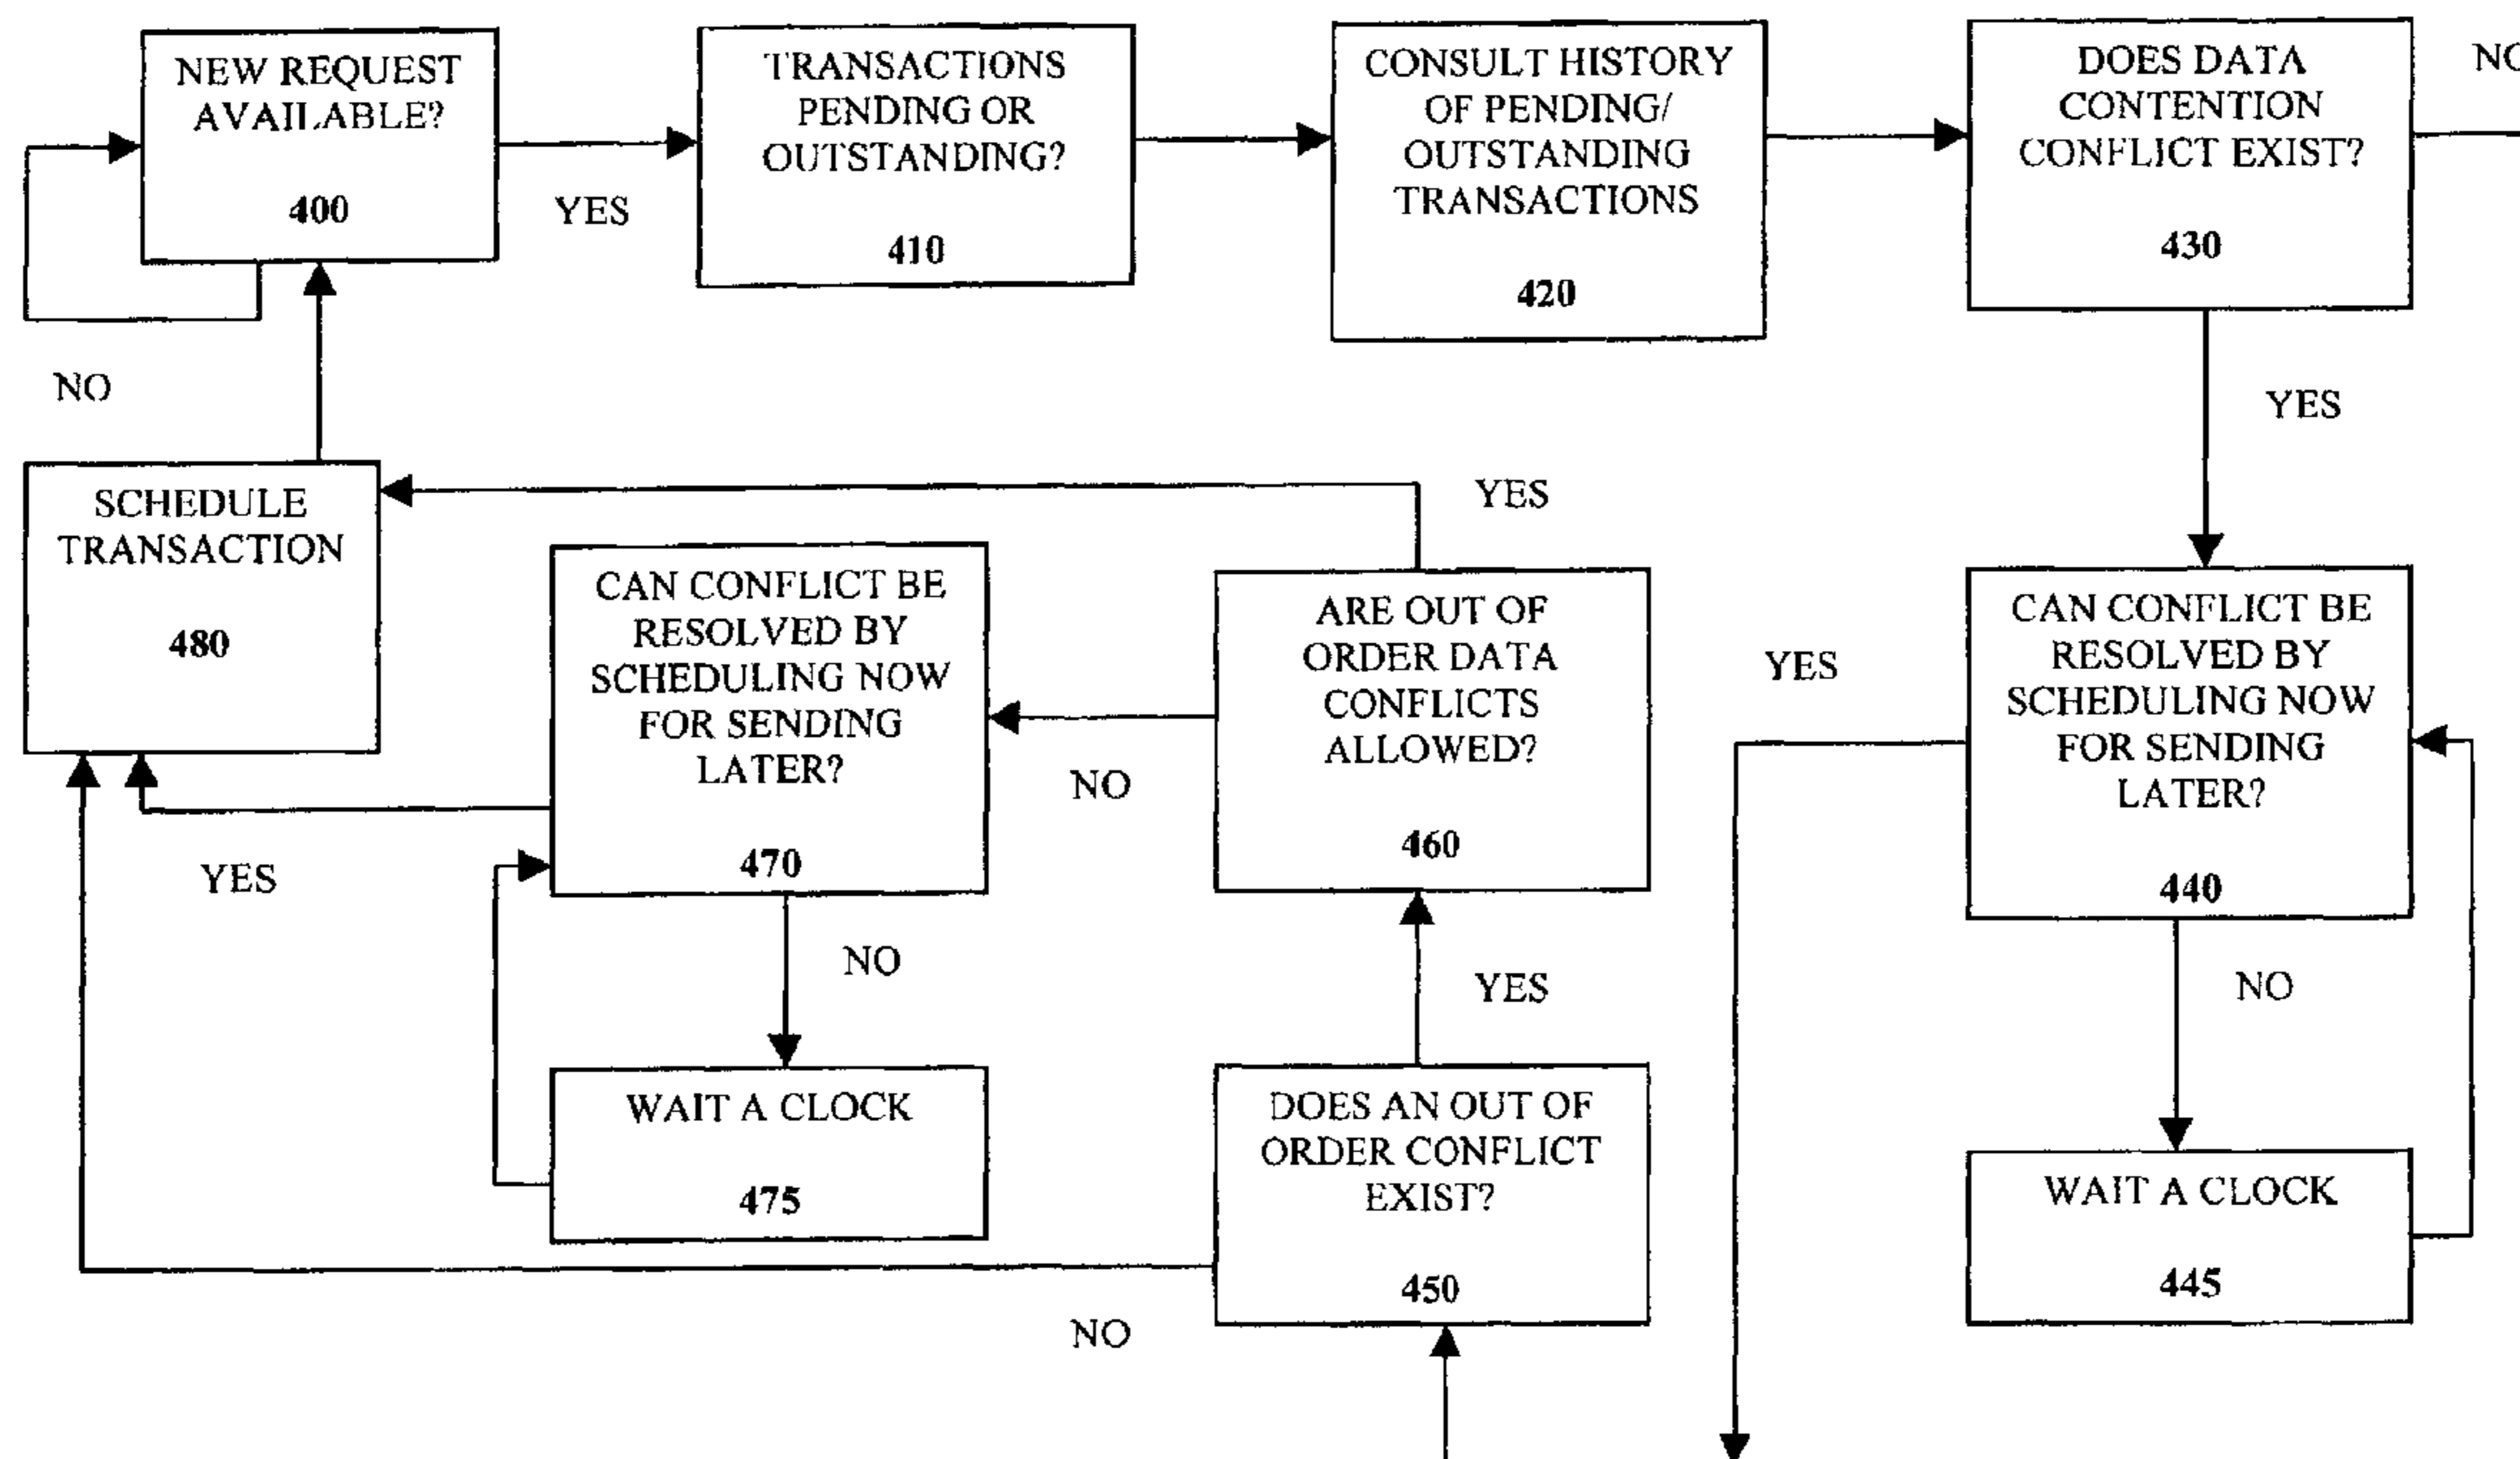 NEW REQUEST
AVAILABLE?
400
YES
NO
TRANSACTIONS
PENDING OR
OUTSTANDING?
410
CONSULT HISTORY
OF PENDING/
OUTSTANDING
TRANSACTIONS
420
DOES DATA
CONTENTION
CONFLICT EXIST?
430
NO
YES
SCHEDULE
TRANSACTION
480
YES
CAN CONFLICT BE
RESOLVED BY
SCHEDULING NOW
FOR SENDING
LATER?
470
YES
NO
ARE OUT OF
ORDER DATA
CONFLICTS
ALLOWED?
460
NO
YES
CAN CONFLICT BE
RESOLVED BY
SCHEDULING NOW
FOR SENDING
LATER?
440
YES
NO
WAIT A CLOCK
475
DOES AN OUT OF
ORDER CONFLICT
EXIST?
450
NO
WAIT A CLOCK
445